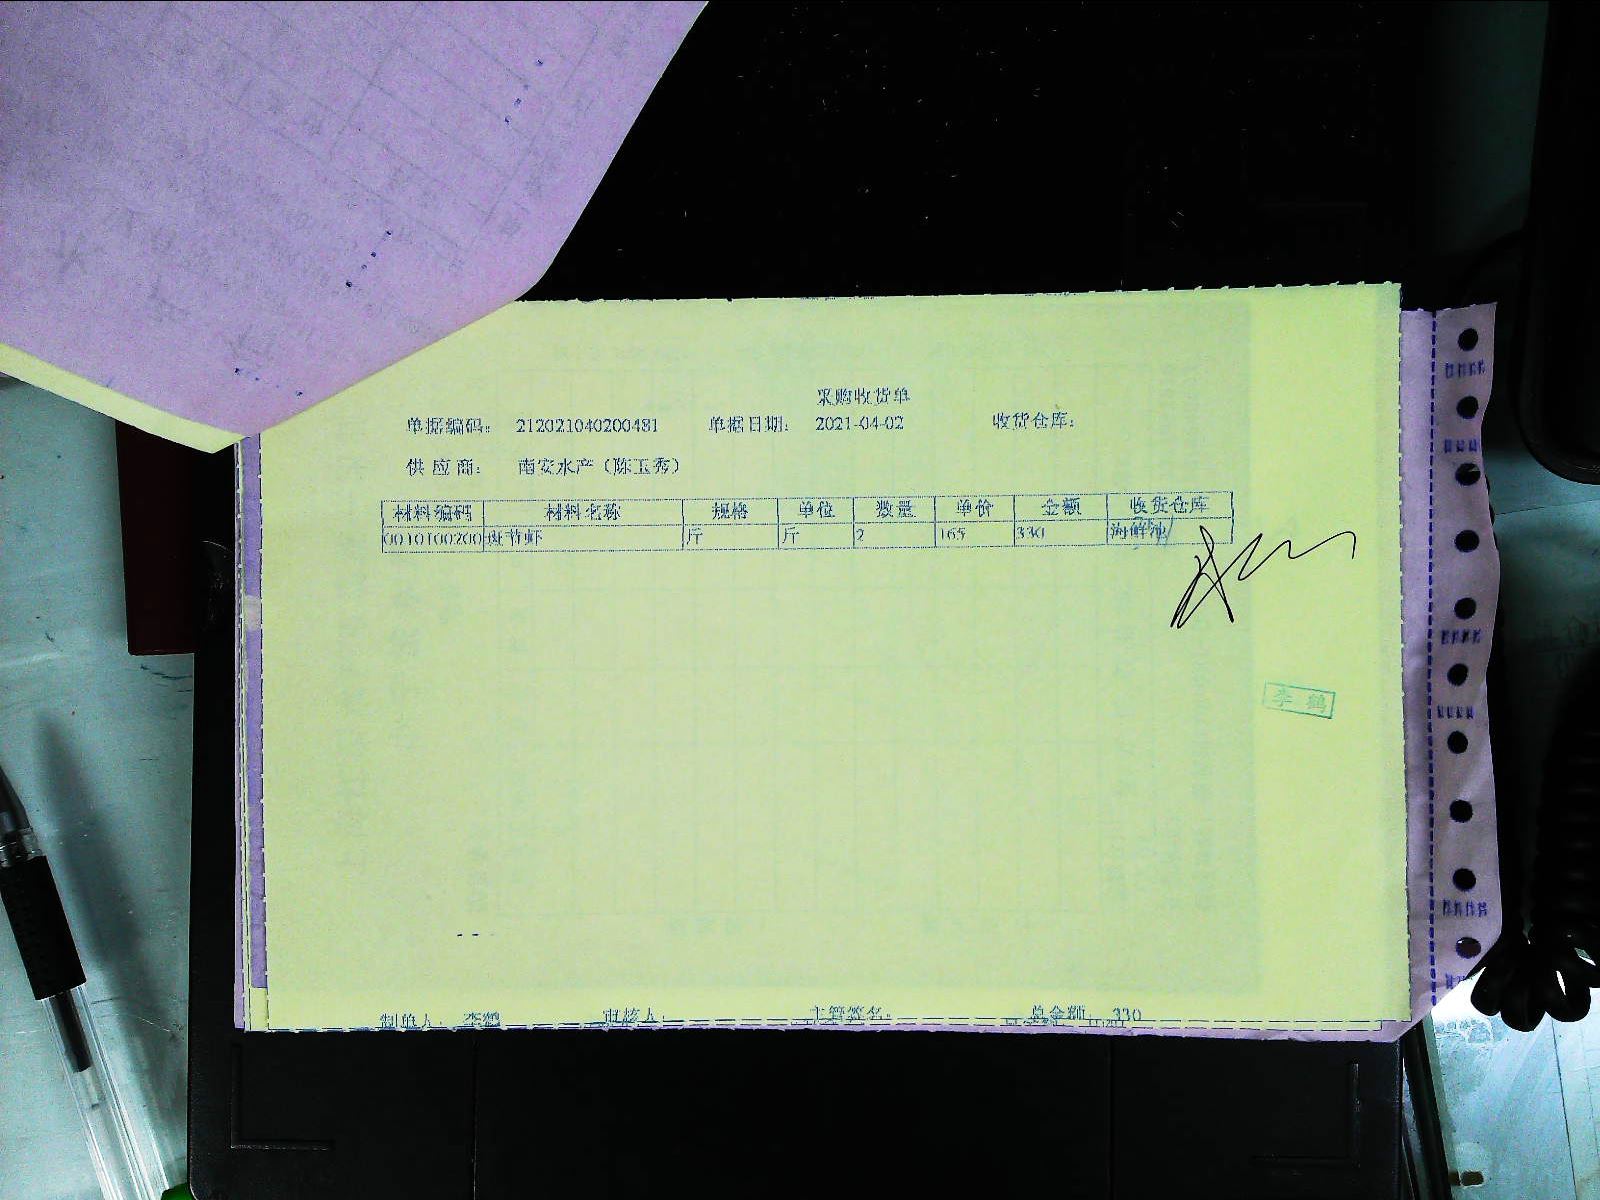 采购收货单
单据编码： 212021040200481 单据日期： 2021-04-02 收货仓库：
供应商： 南安水产（陈玉秀）
材料编码 材料名称 规格 单位 数量 单价 金额 收货仓库
0010100200 斑节虾 斤 斤 2 165 330 海鲜池
李鹤
制单人： 李鹤 审核人： 主管签名： 总金额 330